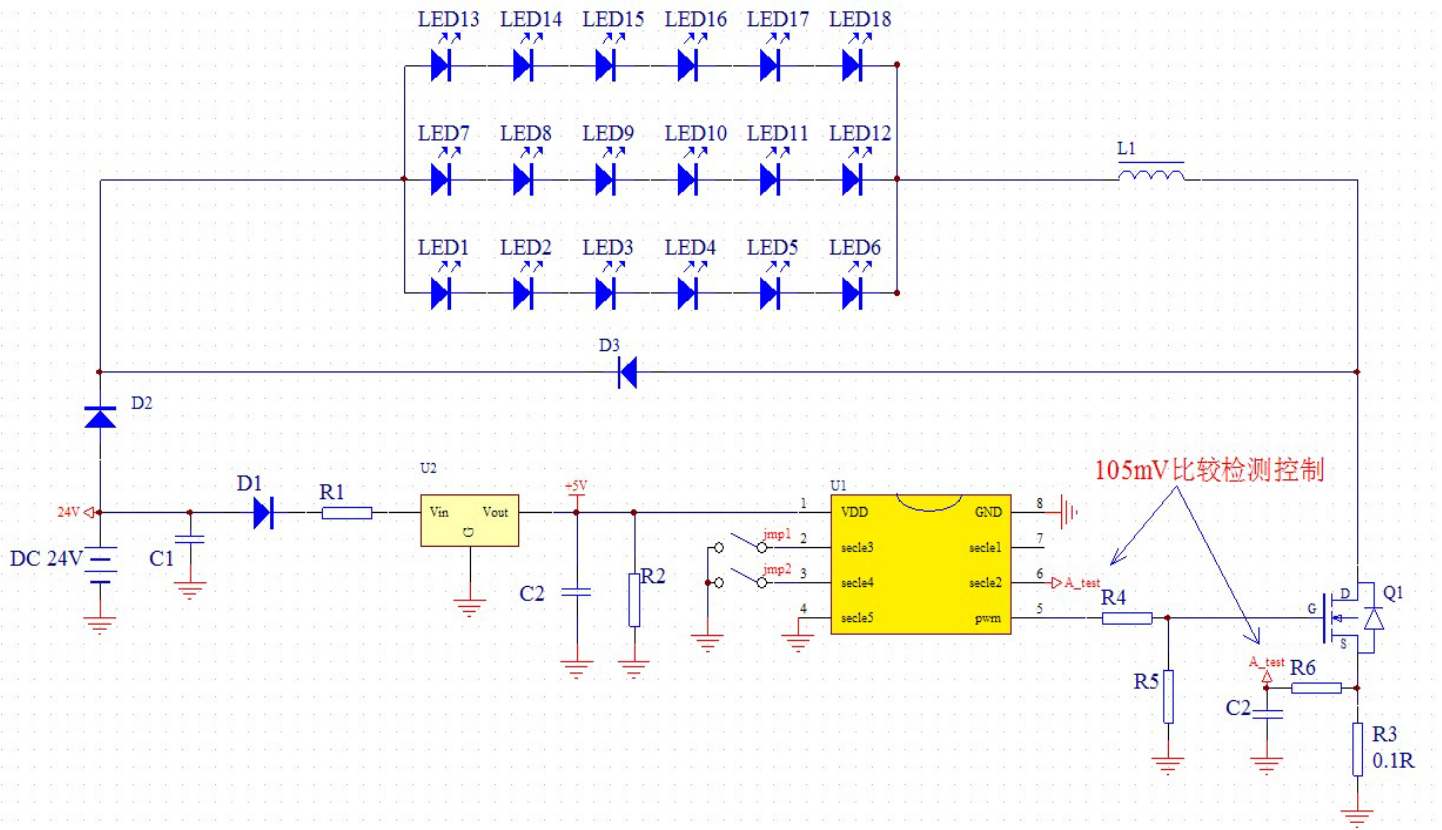 LED13 LED14 LED15 LED16 LED17 LED18
LED7 LED8 LED9 LED10 LED11 LED12
L1
LED1 LED2 LED3 LED4 LED5 LED6
D3
D2
105mV比较检测控制
U2
D1
R1
+5V
U1
24V
Vin Vout
G
1 VDD GND 8
DC 24V
C1
jmp1 2 secle3 secle1 7
jmp2 3 secle4 secle2 6 A_test
R2
C2
4 secle5 pwm 5
R4
G D S Q1
A_test R6
R5
C2
R3
0.1R